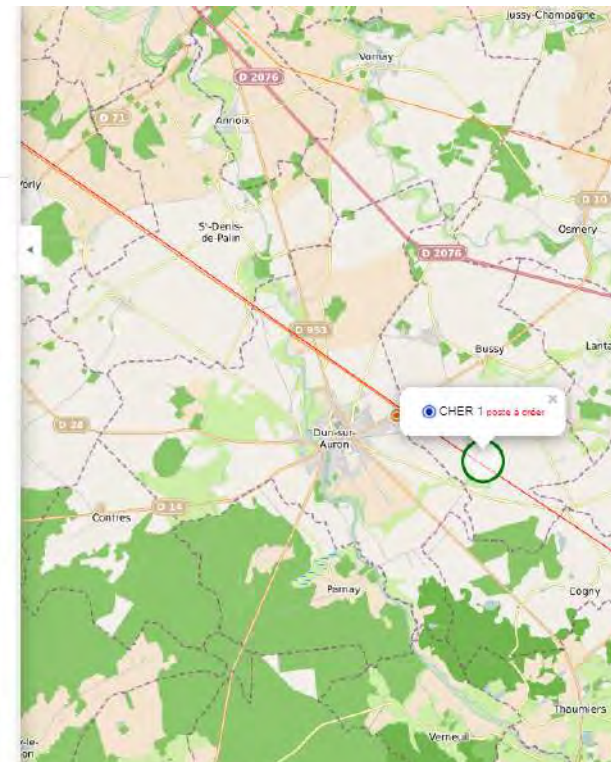 Jussy-Champagne
Vornay
D 2076
D 71
Annoix
Vorly
D 10
St-Denis-
de-Palin
Osmery
D 2076
D 953
Bussy
CHER 1 poste à créer
D 28
Dun-sur-
Auron
Contres
D 14
Parnay
Cogny
Thaumiers
Verneuil